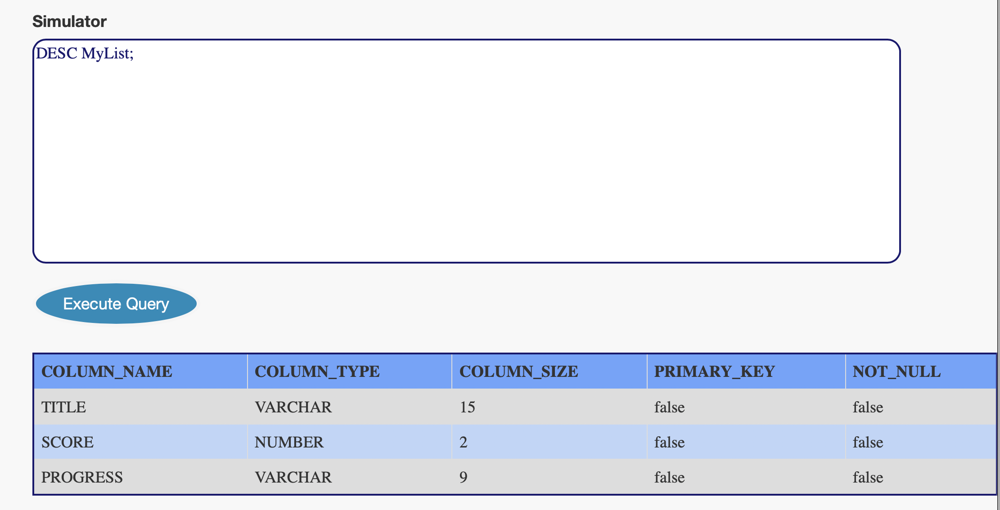 Simulator
DESC MyList;
Execute Query
COLUMN_NAME COLUMN_TYPE COLUMN_SIZE PRIMARY_KEY NOT_NULL
TITLE VARCHAR 15 false false
SCORE NUMBER 2 false false
PROGRESS VARCHAR 9 false false